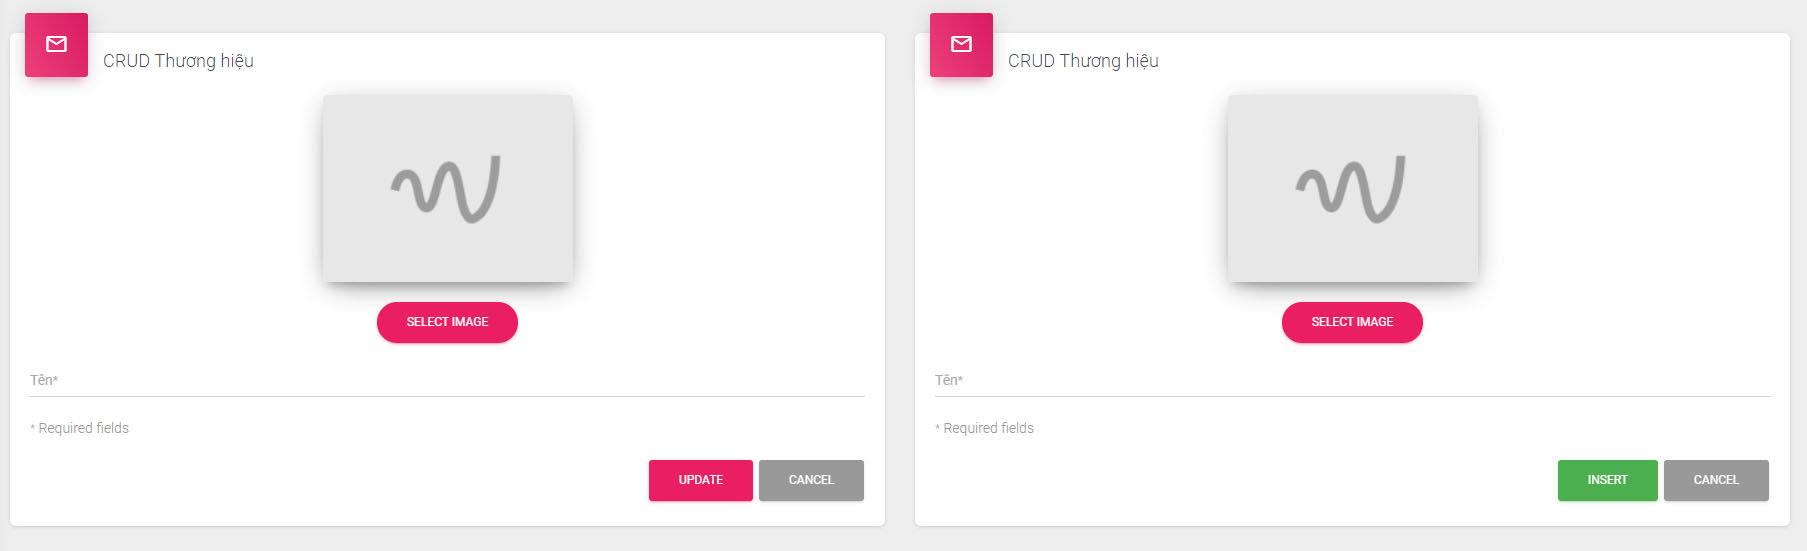 CRUD Thương hiệu
SELECT IMAGE
Tên*
* Required fields
UPDATE CANCEL
CRUD Thương hiệu
SELECT IMAGE
Tên*
* Required fields
INSERT CANCEL